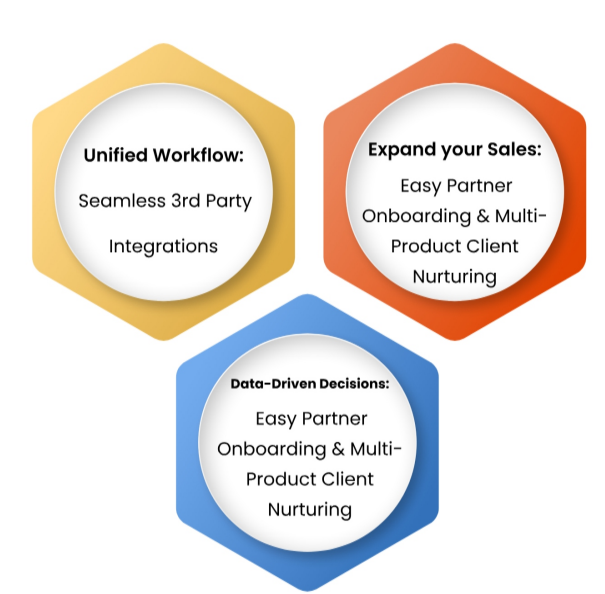 Unified Workflow:
Seamless 3rd Party
Integrations
Expand your Sales:
Easy Partner
Onboarding & Multi-
Product Client
Nurturing
Data-Driven Decisions:
Easy Partner
Onboarding & Multi-
Product Client
Nurturing